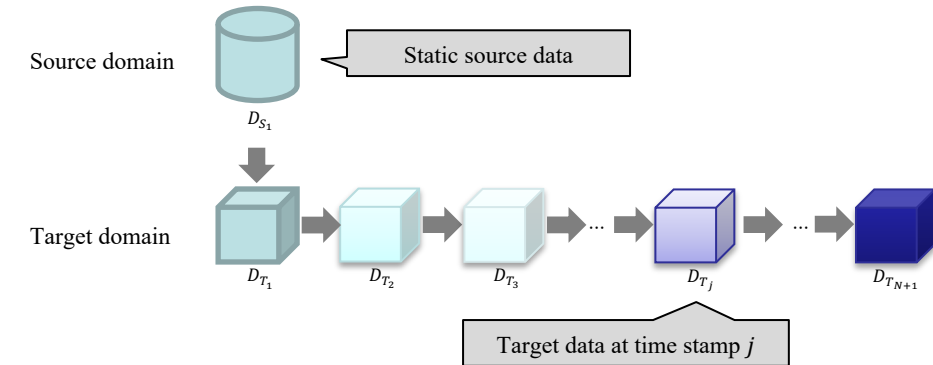 Source domain
Static source data
D_{S_1}
Target domain
... ...
D_{T_1} D_{T_2} D_{T_3} D_{T_j} D_{T_{N+1}}
Target data at time stamp j